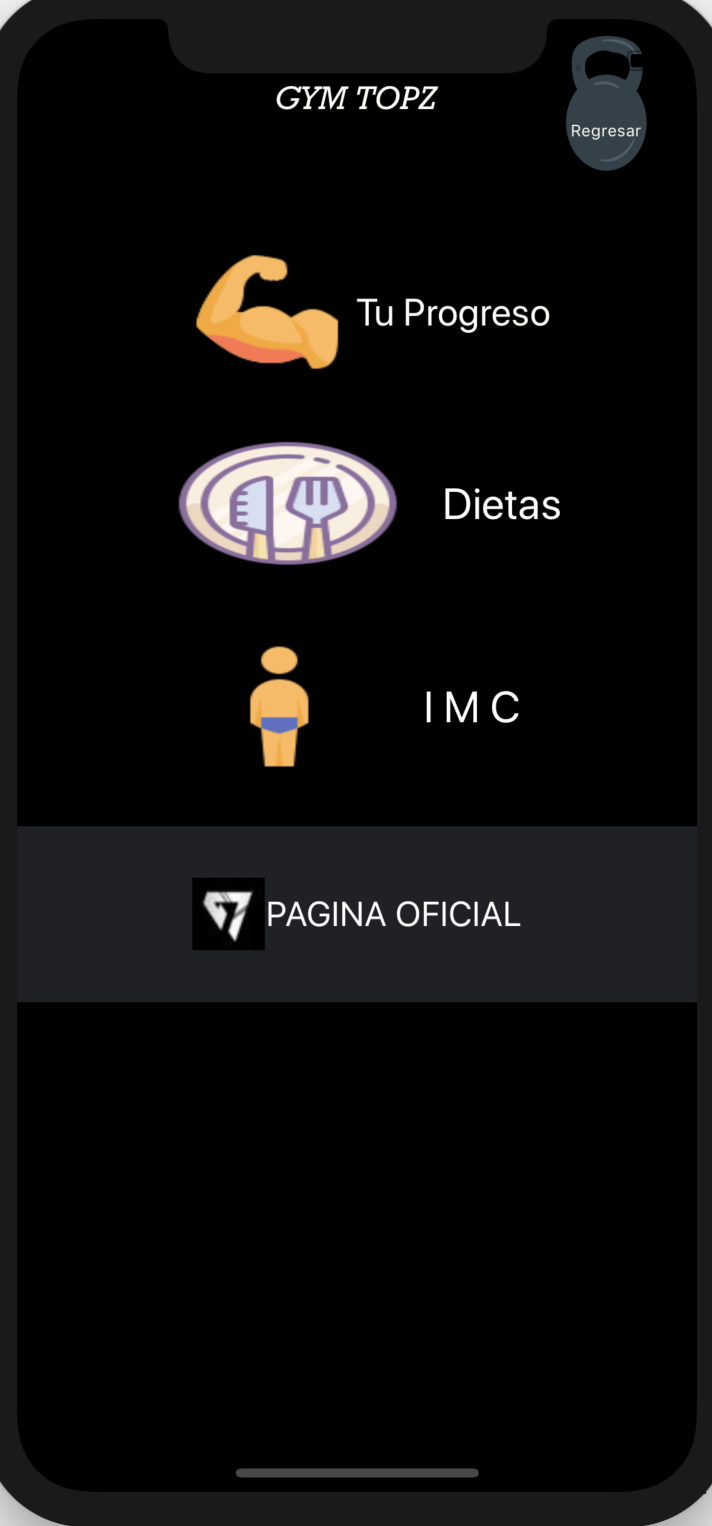 GYM TOPZ
Regresar
Tu Progreso
Dietas
I M C
PAGINA OFICIAL